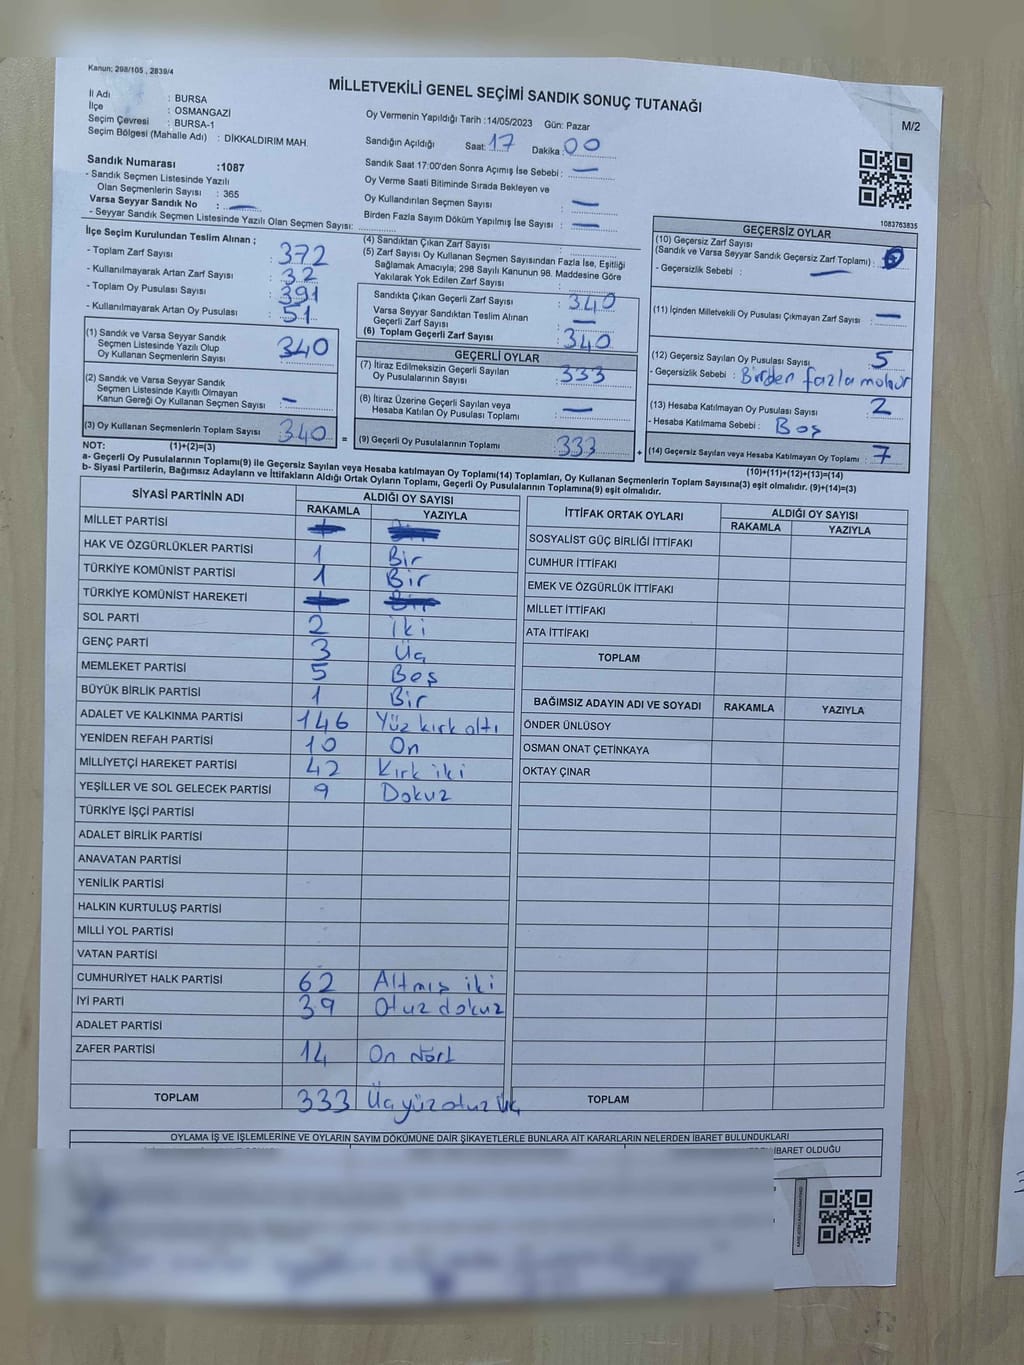 Kanun; 298/105 , 2839/4
MİLLETVEKİLİ GENEL SEÇİMİ SANDIK SONUÇ TUTANAĞI
M/2
İl Adı : BURSA
İlçe : OSMANGAZİ
Seçim Çevresi : BURSA-1
Seçim Bölgesi (Mahalle Adı) : DİKKALDIRIM MAH.
Oy Vermenin Yapıldığı Tarih :14/05/2023 Gün: Pazar
Sandığın Açıldığı Saat: 17 Dakika : 00
Sandık Saat 17:00'den Sonra Açımış İse Sebebi : —
Oy Verme Saati Bitiminde Sırada Bekleyen ve
Oy Kullandırılan Seçmen Sayısı : —
Birden Fazla Sayım Döküm Yapılmış İse Sayısı : —
Sandık Numarası :1087
- Sandık Seçmen Listesinde Yazılı
Olan Seçmenlerin Sayısı : 365
Varsa Seyyar Sandık No : —
- Seyyar Sandık Seçmen Listesinde Yazılı Olan Seçmen Sayısı:
1083763835
İlçe Seçim Kurulundan Teslim Alınan ;
- Toplam Zarf Sayısı : 372
- Kullanılmayarak Artan Zarf Sayısı : 32
- Toplam Oy Pusulası Sayısı : 391
- Kullanılmayarak Artan Oy Pusulası : 51
(1) Sandık ve Varsa Seyyar Sandık
Seçmen Listesinde Yazılı Olup
Oy Kullanan Seçmenlerin Sayısı : 340
(2) Sandık ve Varsa Seyyar Sandık
Seçmen Listesinde Kayıtlı Olmayan
Kanun Gereği Oy Kullanan Seçmen Sayısı : —
(3) Oy Kullanan Seçmenlerin Toplam Sayısı : 340
(1)+(2)=(3)
(4) Sandıktan Çıkan Zarf Sayısı :
(5) Zarf Sayısı Oy Kullanan Seçmen Sayısından Fazla İse, Eşitliği
Sağlamak Amacıyla; 298 Sayılı Kanunun 98. Maddesine Göre
Yakılarak Yok Edilen Zarf Sayısı :
Sandıkta Çıkan Geçerli Zarf Sayısı : 340
Varsa Seyyar Sandıktan Teslim Alınan
Geçerli Zarf Sayısı : —
(6) Toplam Geçerli Zarf Sayısı : 340
GEÇERLİ OYLAR
(7) İtiraz Edilmeksizin Geçerli Sayılan
Oy Pusulalarının Sayısı : 333
(8) İtiraz Üzerine Geçerli Sayılan veya
Hesaba Katılan Oy Pusulası Toplamı : —
= (9) Geçerli Oy Pusulalarının Toplamı : 333 +
GEÇERSİZ OYLAR
(10) Geçersiz Zarf Sayısı
(Sandık ve Varsa Seyyar Sandık Geçersiz Zarf Toplamı) :
- Geçersizlik Sebebi : —
(11) İçinden Milletvekili Oy Pusulası Çıkmayan Zarf Sayısı : —
(12) Geçersiz Sayılan Oy Pusulası Sayısı : 5
- Geçersizlik Sebebi : Birden fazla mühür
(13) Hesaba Katılmayan Oy Pusulası Sayısı : 2
- Hesaba Katılmama Sebebi : Boş
(14) Geçersiz Sayılan veya Hesaba Katılmayan Oy Toplamı : 7
(10)+(11)+(12)+(13)=(14)
NOT:
a- Geçerli Oy Pusulalarının Toplamı(9) ile Geçersiz Sayılan veya Hesaba katılmayan Oy Toplamı(14) Toplamları, Oy Kullanan Seçmenlerin Toplam Sayısına(3) eşit olmalıdır. (9)+(14)=(3)
b- Siyasi Partilerin, Bağımsız Adayların ve İttifakların Aldığı Ortak Oyların Toplamı, Geçerli Oy Pusulalarının Toplamına(9) eşit olmalıdır.
SİYASİ PARTİNİN ADI ALDIĞI OY SAYISI
RAKAMLA YAZIYLA
MİLLET PARTİSİ
HAK VE ÖZGÜRLÜKLER PARTİSİ 1 Bir
TÜRKİYE KOMÜNİST PARTİSİ 1 Bir
TÜRKİYE KOMÜNİST HAREKETİ
SOL PARTİ 2 İki
GENÇ PARTİ 3 Üç
MEMLEKET PARTİSİ 5 Beş
BÜYÜK BİRLİK PARTİSİ 1 Bir
ADALET VE KALKINMA PARTİSİ 146 Yüz kırk altı
YENİDEN REFAH PARTİSİ 10 On
MİLLİYETÇİ HAREKET PARTİSİ 42 Kırk iki
YEŞİLLER VE SOL GELECEK PARTİSİ 9 Dokuz
TÜRKİYE İŞÇİ PARTİSİ
ADALET BİRLİK PARTİSİ
ANAVATAN PARTİSİ
YENİLİK PARTİSİ
HALKIN KURTULUŞ PARTİSİ
MİLLİ YOL PARTİSİ
VATAN PARTİSİ
CUMHURİYET HALK PARTİSİ 62 Altmış iki
İYİ PARTİ 39 Otuz dokuz
ADALET PARTİSİ
ZAFER PARTİSİ 14 On dört
TOPLAM 333 Üçyüz otuz üç
İTTİFAK ORTAK OYLARI ALDIĞI OY SAYISI
RAKAMLA YAZIYLA
SOSYALİST GÜÇ BİRLİĞİ İTTİFAKI
CUMHUR İTTİFAKI
EMEK VE ÖZGÜRLÜK İTTİFAKI
MİLLET İTTİFAKI
ATA İTTİFAKI
TOPLAM
BAĞIMSIZ ADAYIN ADI VE SOYADI RAKAMLA YAZIYLA
ÖNDER ÜNLÜSOY
OSMAN ONAT ÇETİNKAYA
OKTAY ÇINAR
TOPLAM
OYLAMA İŞ VE İŞLEMLERİNE VE OYLARIN SAYIM DÖKÜMÜNE DAİR ŞİKAYETLERLE BUNLARA AİT KARARLARIN NELERDEN İBARET BULUNDUKLARI
İBARET OLDUĞU